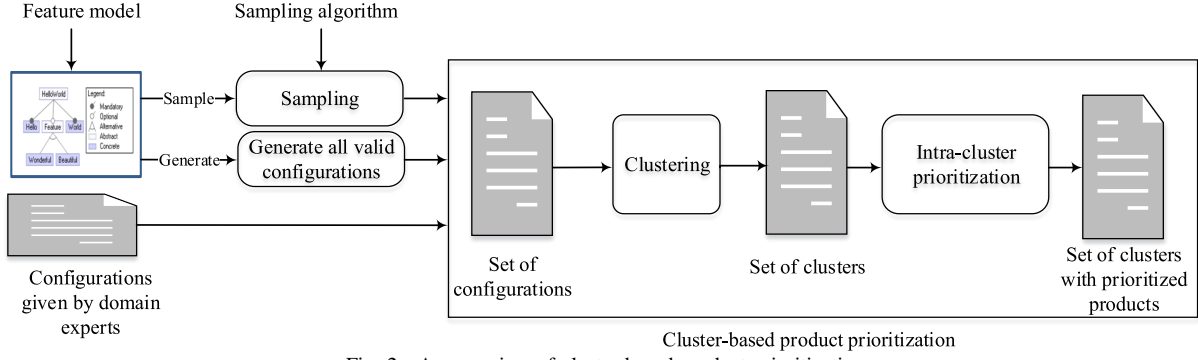 Feature model
Sampling algorithm
HelloWorld
Legend:
Mandatory
Optional
Alternative
Abstract
Concrete
Hello
Feature
World
Wonderful
Beautiful
Sample
Sampling
Generate
Generate all valid
configurations
Configurations
given by domain
experts
Set of
configurations
Clustering
Set of clusters
Intra-cluster
prioritization
Set of clusters
with prioritized
products
Cluster-based product prioritization